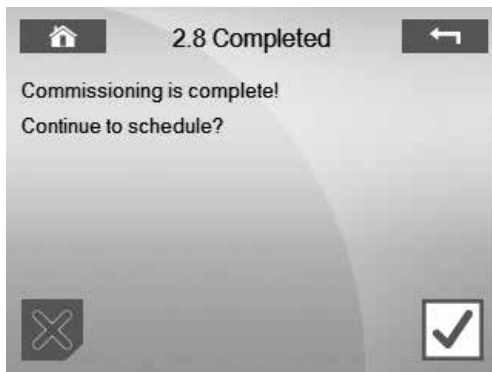 2.8 Completed
Commissioning is complete!
Continue to schedule?